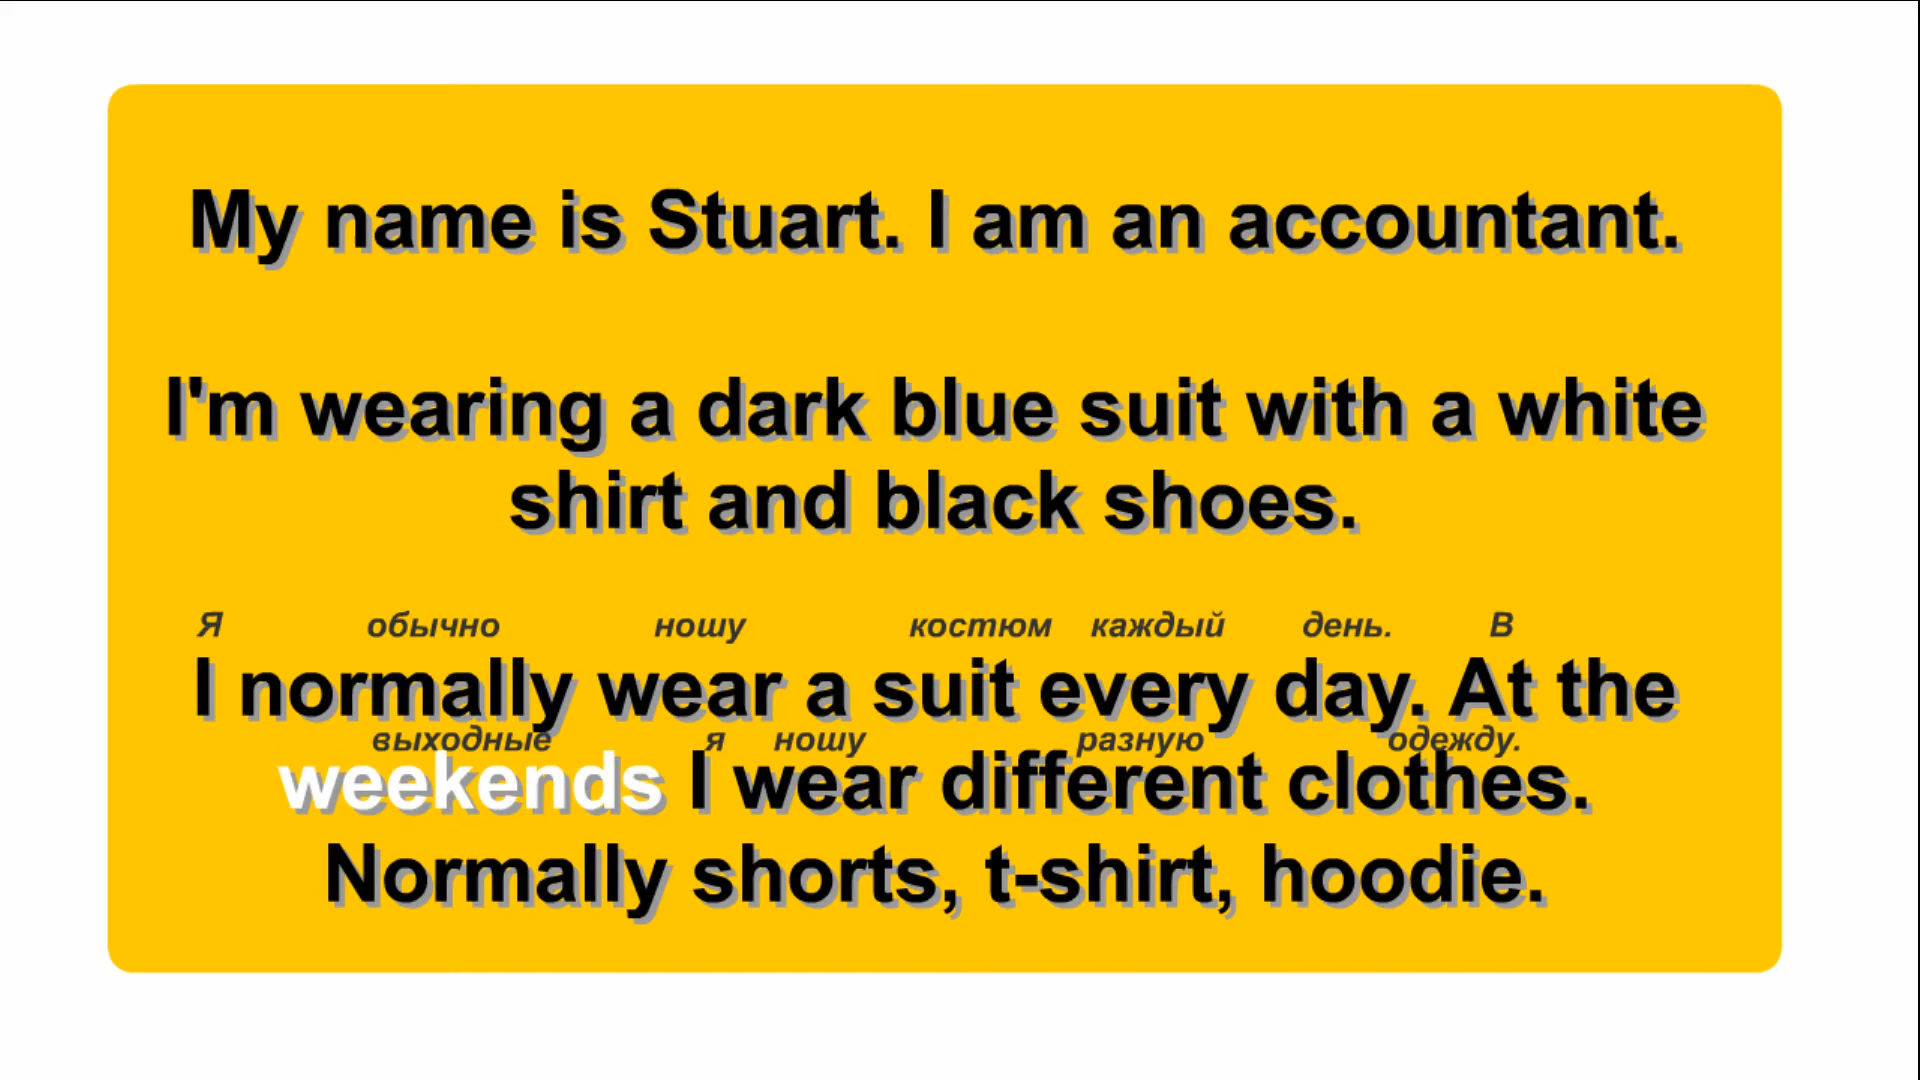 My name is Stuart. I am an accountant.
I'm wearing a dark blue suit with a white
shirt and black shoes.
Я обычно ношу костюм каждый день. В
I normally wear a suit every day. At the
выходные я ношу разную одежду.
weekends I wear different clothes.
Normally shorts, t-shirt, hoodie.